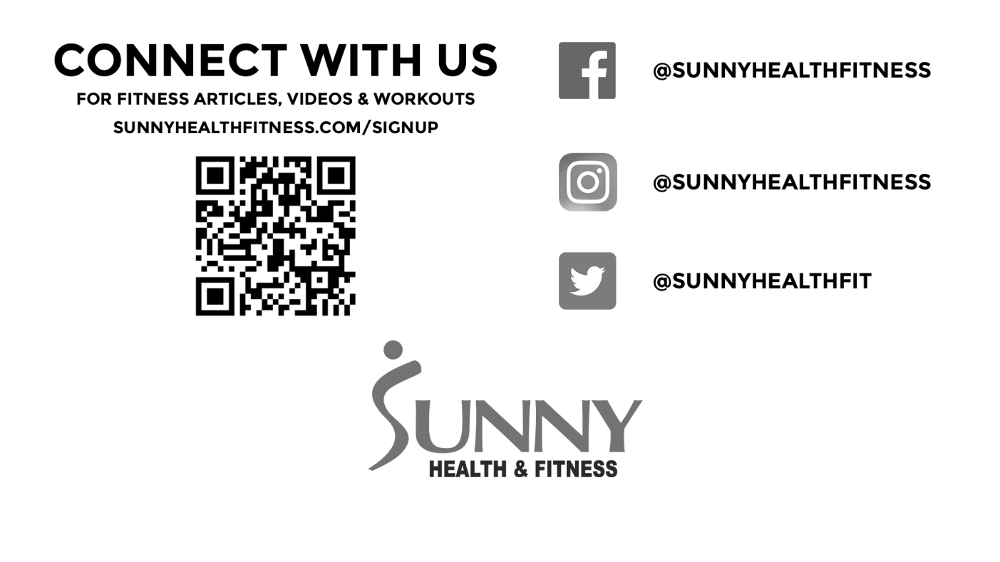 CONNECT WITH US
FOR FITNESS ARTICLES, VIDEOS & WORKOUTS
SUNNYHEALTHFITNESS.COM/SIGNUP
@SUNNYHEALTHFITNESS
@SUNNYHEALTHFITNESS
@SUNNYHEALTHFIT
SUNNY
HEALTH & FITNESS